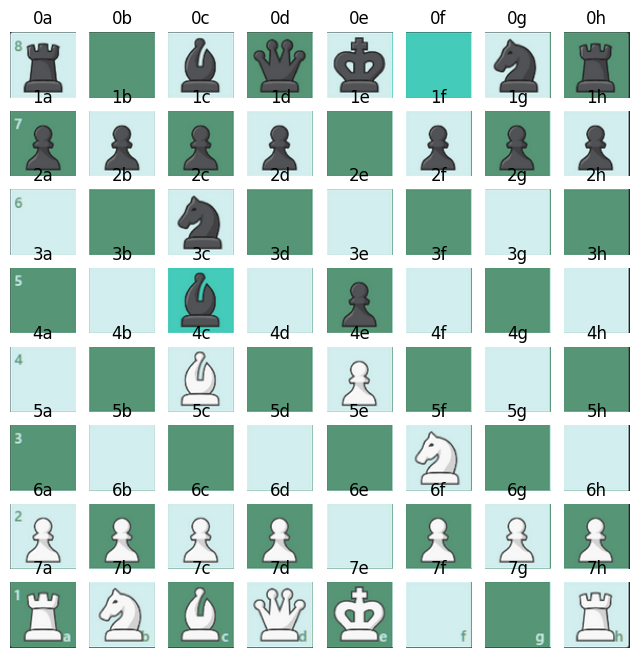 0a 0b 0c 0d 0e 0f 0g 0h
8
1a 1b 1c 1d 1e 1f 1g 1h
7
2a 2b 2c 2d 2e 2f 2g 2h
6
3a 3b 3c 3d 3e 3f 3g 3h
5
4a 4b 4c 4d 4e 4f 4g 4h
4
5a 5b 5c 5d 5e 5f 5g 5h
3
6a 6b 6c 6d 6e 6f 6g 6h
2
7a 7b 7c 7d 7e 7f 7g 7h
1
a b c d e f g h